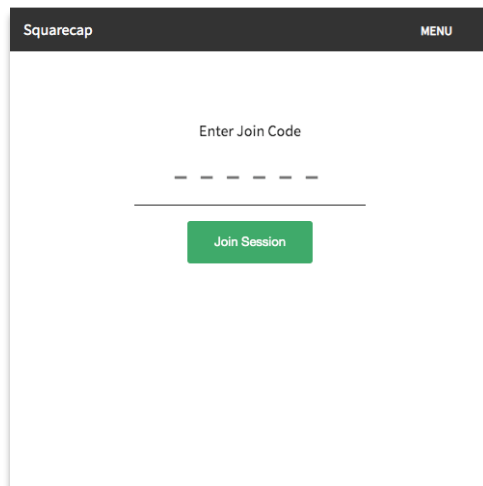 Squarecap
MENU
Enter Join Code
_ _ _ _ _ _
Join Session